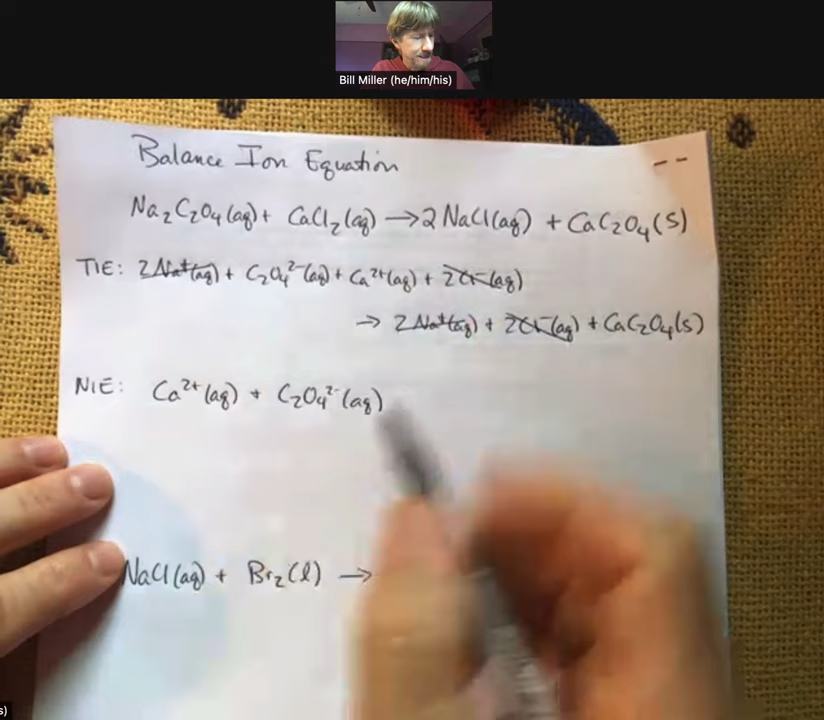 Bill Miller (he/him/his)
Balance Ion Equation
Na₂C₂O₄(aq) + CaCl₂(aq) → 2 NaCl(aq) + CaC₂O₄(s)
TIE: 2Na⁺(aq) + C₂O₄²⁻(aq) + Ca²⁺(aq) + 2Cl⁻(aq)
→ 2Na⁺(aq) + 2Cl⁻(aq) + CaC₂O₄(s)
NIE: Ca²⁺(aq) + C₂O₄²⁻(aq)
NaCl(aq) + Br₂(l) →
s)